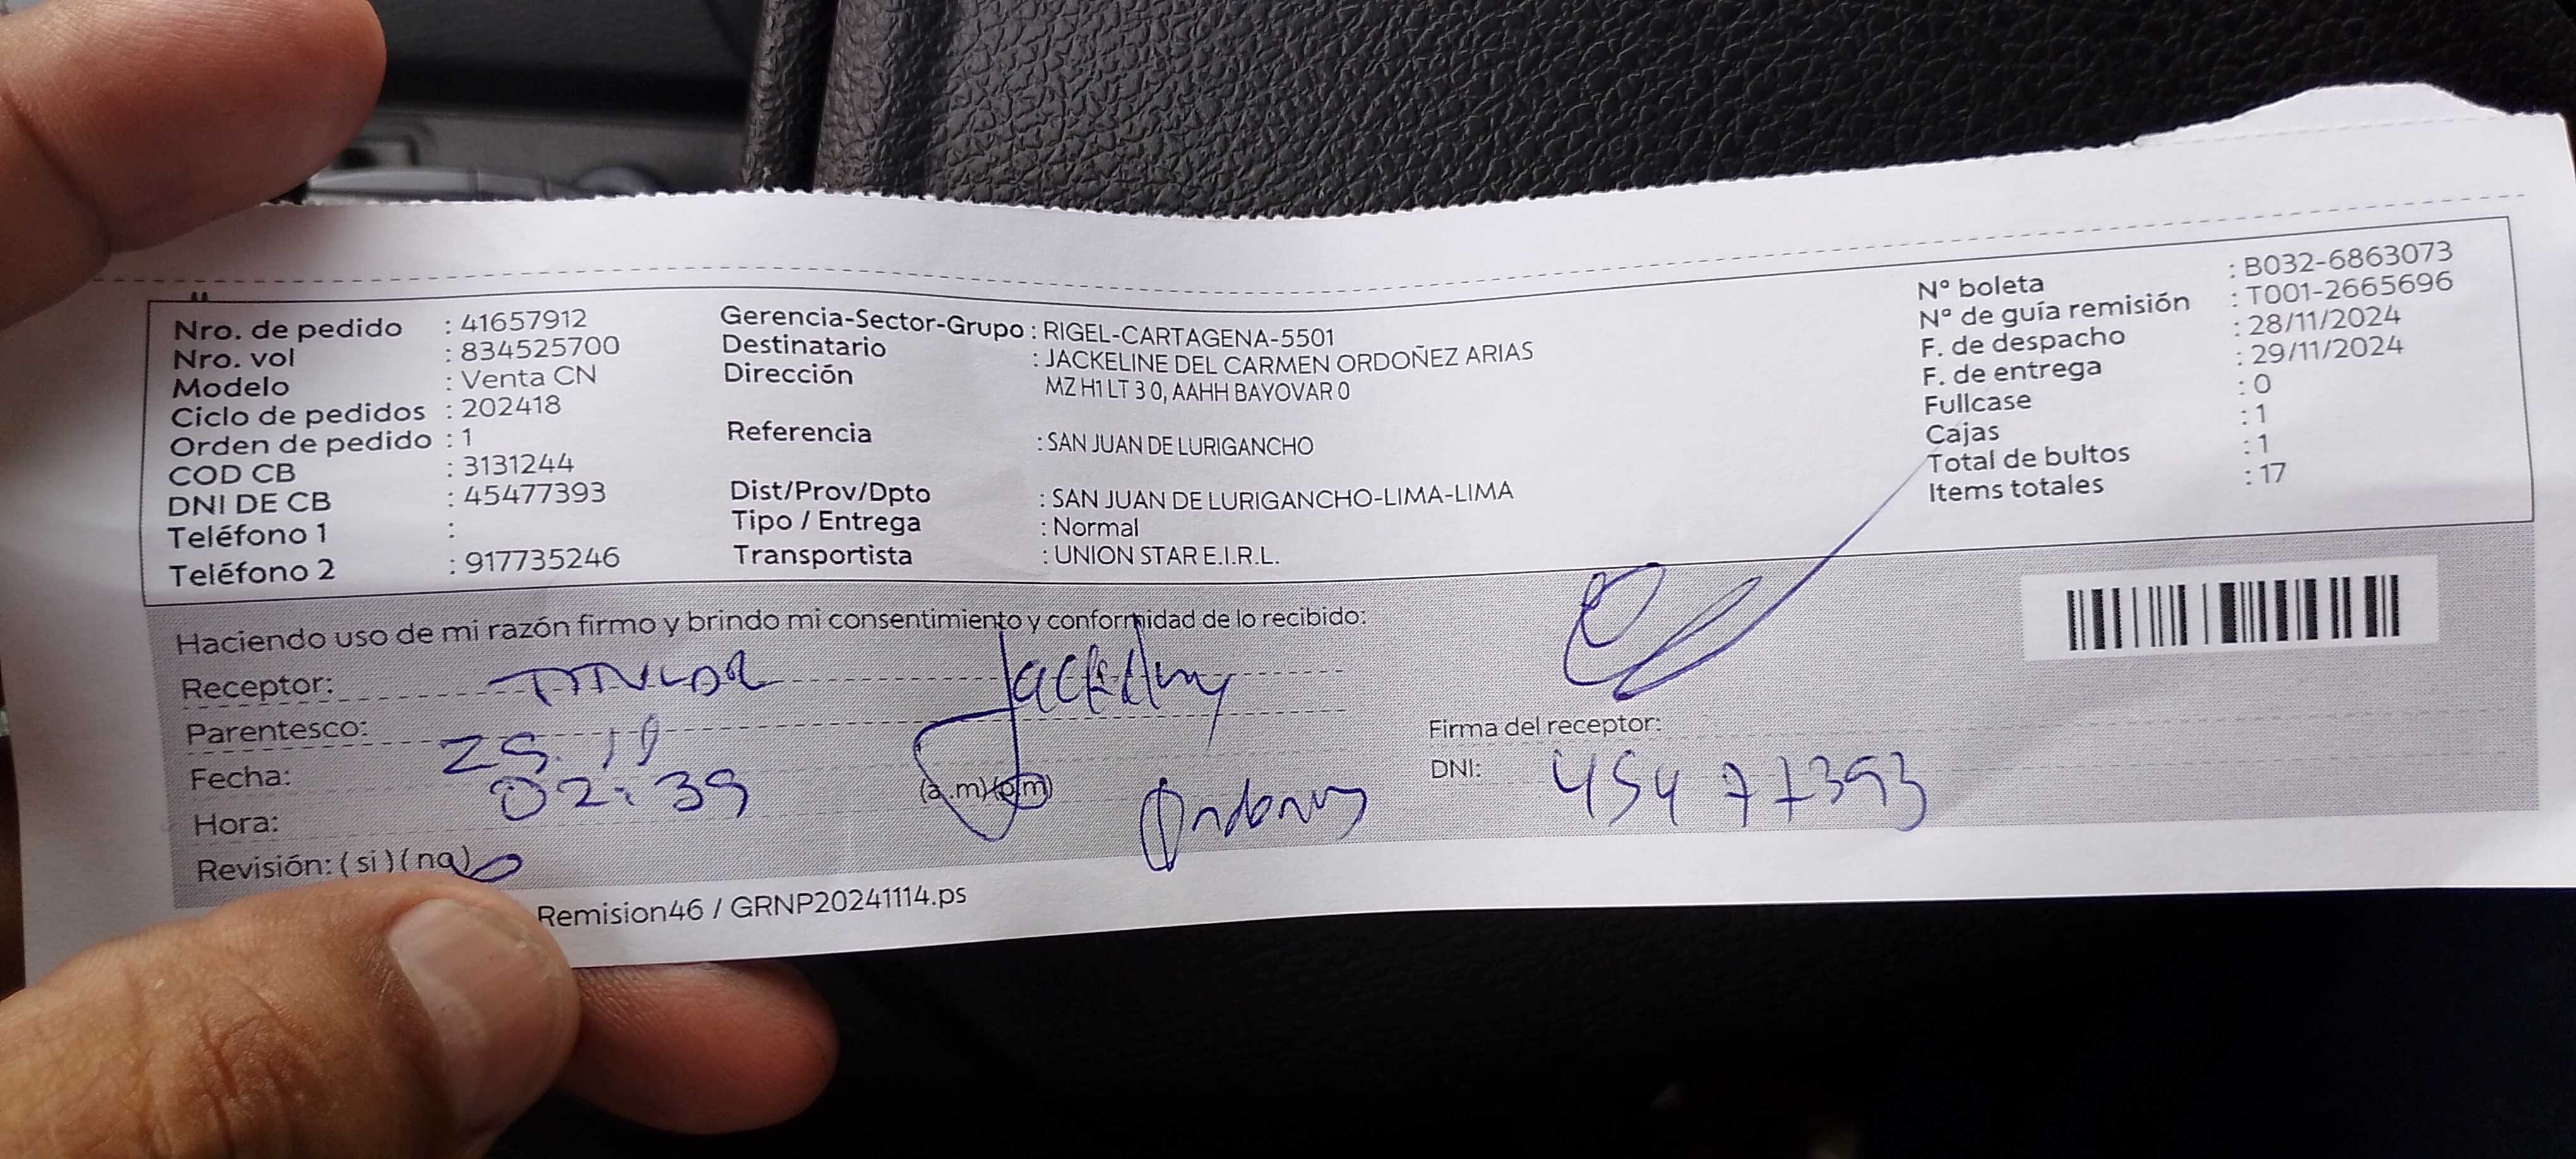 Nro. de pedido : 41657912
Nro. vol : 834525700
Modelo : Venta CN
Ciclo de pedidos : 202418
Orden de pedido : 1
COD CB : 3131244
DNI DE CB : 45477393
Teléfono 1 :
Teléfono 2 : 917735246
Gerencia-Sector-Grupo : RIGEL-CARTAGENA-5501
Destinatario : JACKELINE DEL CARMEN ORDOÑEZ ARIAS
Dirección MZ H1 LT 3 0, AAHH BAYOVAR 0
Referencia : SAN JUAN DE LURIGANCHO
Dist/Prov/Dpto : SAN JUAN DE LURIGANCHO-LIMA-LIMA
Tipo / Entrega : Normal
Transportista : UNION STAR E.I.R.L.
N° boleta : B032-6863073
N° de guía remisión : T001-2665696
F. de despacho : 28/11/2024
F. de entrega : 29/11/2024
Fullcase : 0
Cajas : 1
Total de bultos : 1
Items totales : 17
Haciendo uso de mi razón firmo y brindo mi consentimiento y conformidad de lo recibido:
Receptor: TITULAR
Parentesco:
Fecha:
Hora: 02:39 (a.m) (p.m)
Revisión: (si) (no)
Firma del receptor:
DNI: 45477393
Remision46 / GRNP20241114.ps